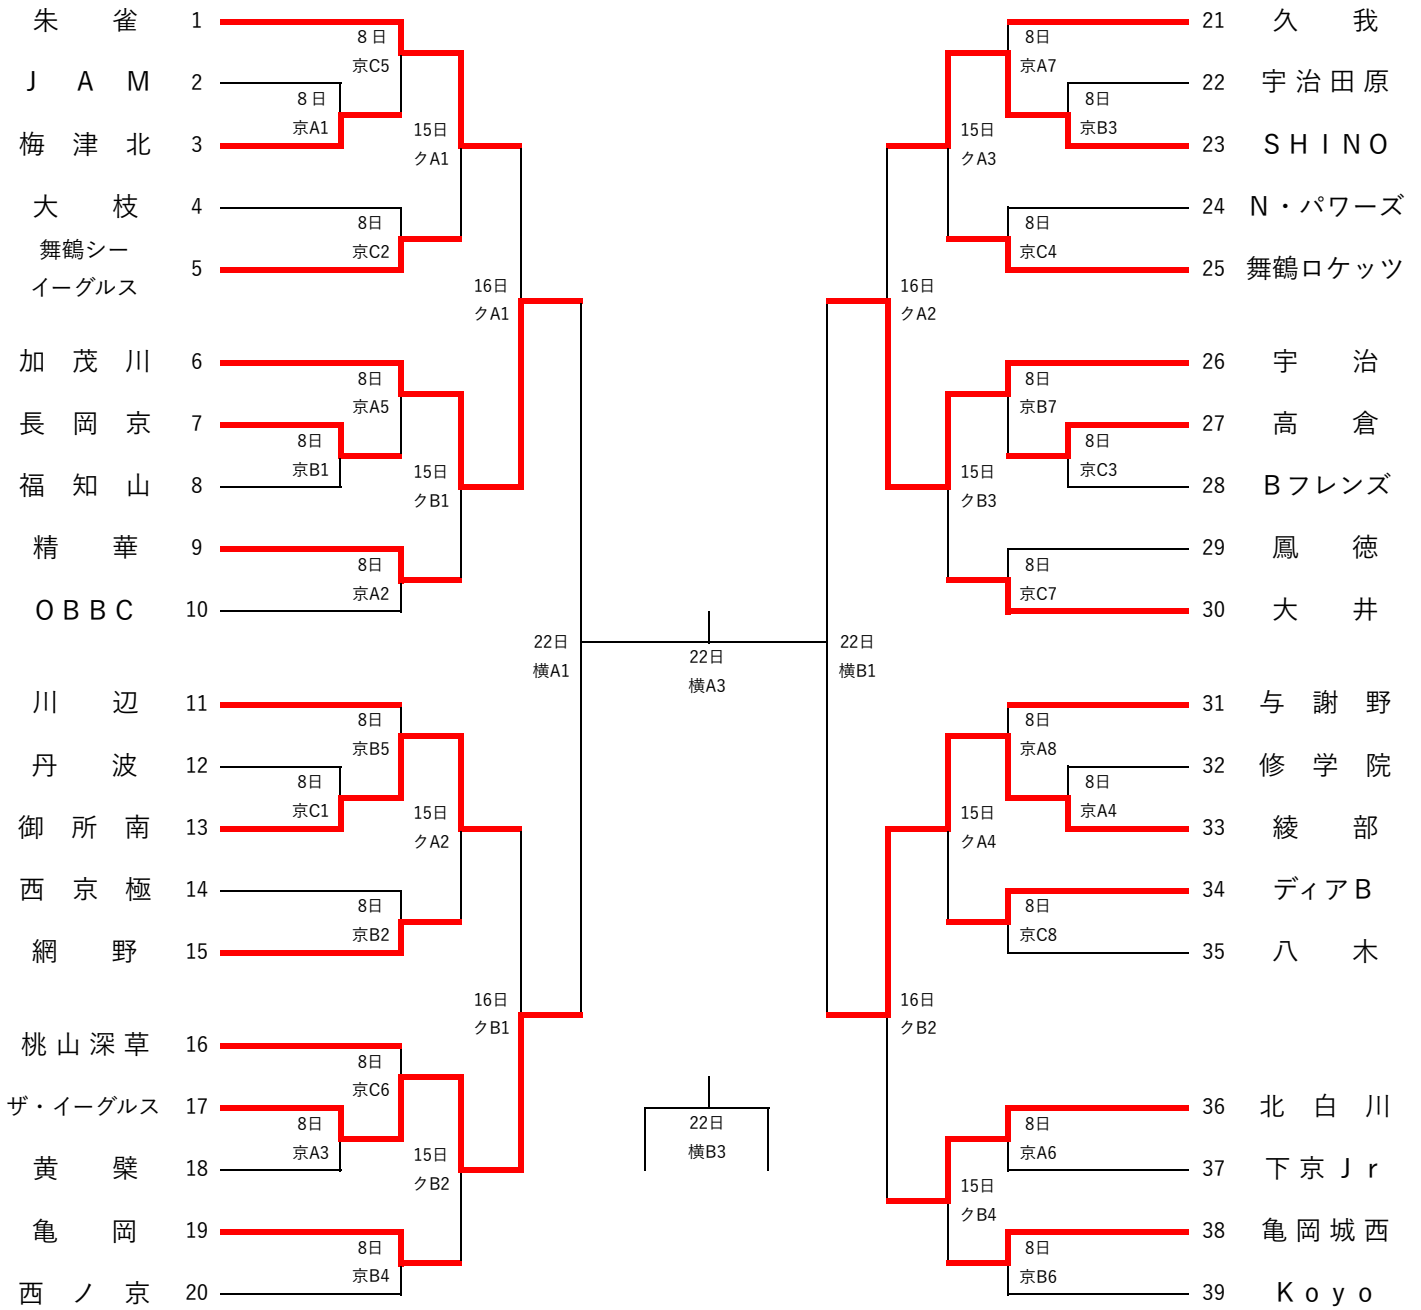 朱雀 1
JAM 2
梅津北 3
大枝 4
舞鶴シー
イーグルス 5
加茂川 6
長岡京 7
福知山 8
精華 9
OBBC 10
川辺 11
丹波 12
御所南 13
西京極 14
網野 15
桃山深草 16
ザ・イーグルス 17
黄檗 18
亀岡 19
西ノ京 20
8日
京C5
8日
京A1
8日
京C2
15日
クA1
8日
京A5
8日
京B1
8日
京A2
15日
クB1
16日
クA1
8日
京B5
8日
京C1
8日
京B2
15日
クA2
8日
京C6
8日
京A3
8日
京B4
15日
クB2
16日
クB1
22日
横A1
22日
横A3
22日
横B3
22日
横B1
16日
クA2
15日
クA3
8日
京A7
8日
京B3
8日
京C4
15日
クB3
8日
京B7
8日
京C3
8日
京C7
16日
クB2
15日
クA4
8日
京A8
8日
京A4
8日
京C8
15日
クB4
8日
京A6
8日
京B6
21 久我
22 宇治田原
23 SHINO
24 N・パワーズ
25 舞鶴ロケッツ
26 宇治
27 高倉
28 Bフレンズ
29 鳳徳
30 大井
31 与謝野
32 修学院
33 綾部
34 ディアB
35 八木
36 北白川
37 下京Jr
38 亀岡城西
39 Koyo